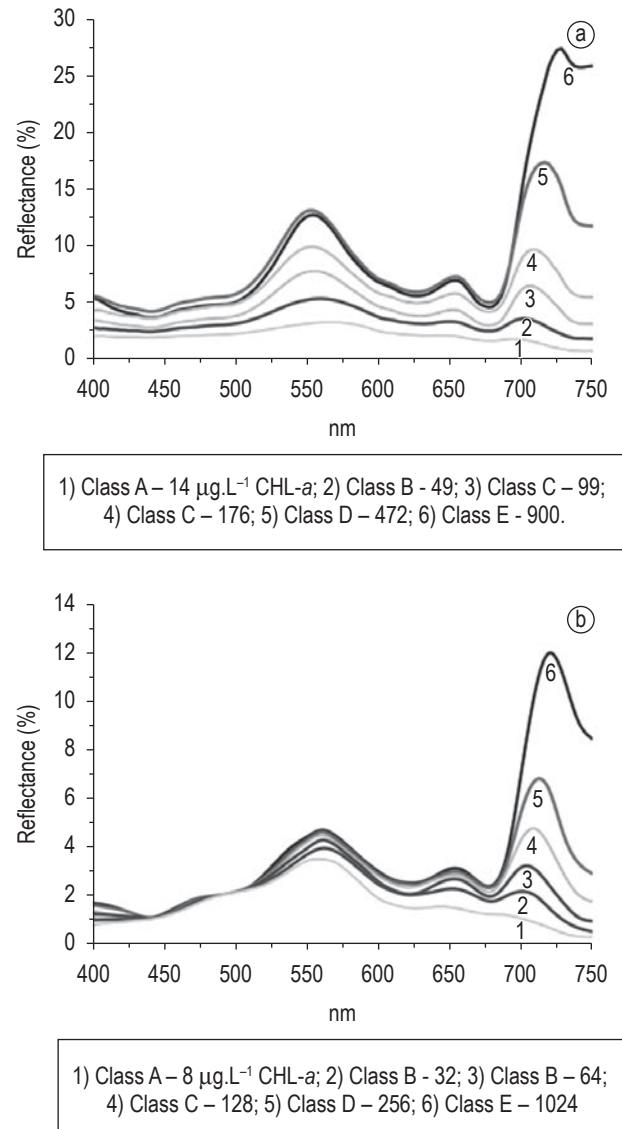 a
30
25
20
15
10
5
0
Reflectance (%)
6
5
4
3
2
1
400 450 500 550 600 650 700 750
nm
1) Class A – 14 µg.L⁻¹ CHL-a; 2) Class B - 49; 3) Class C – 99;
4) Class C – 176; 5) Class D – 472; 6) Class E - 900.
b
14
12
10
8
6
4
2
0
Reflectance (%)
6
5
4
3
2
1
400 450 500 550 600 650 700 750
nm
1) Class A – 8 µg.L⁻¹ CHL-a; 2) Class B - 32; 3) Class B – 64;
4) Class C – 128; 5) Class D – 256; 6) Class E – 1024